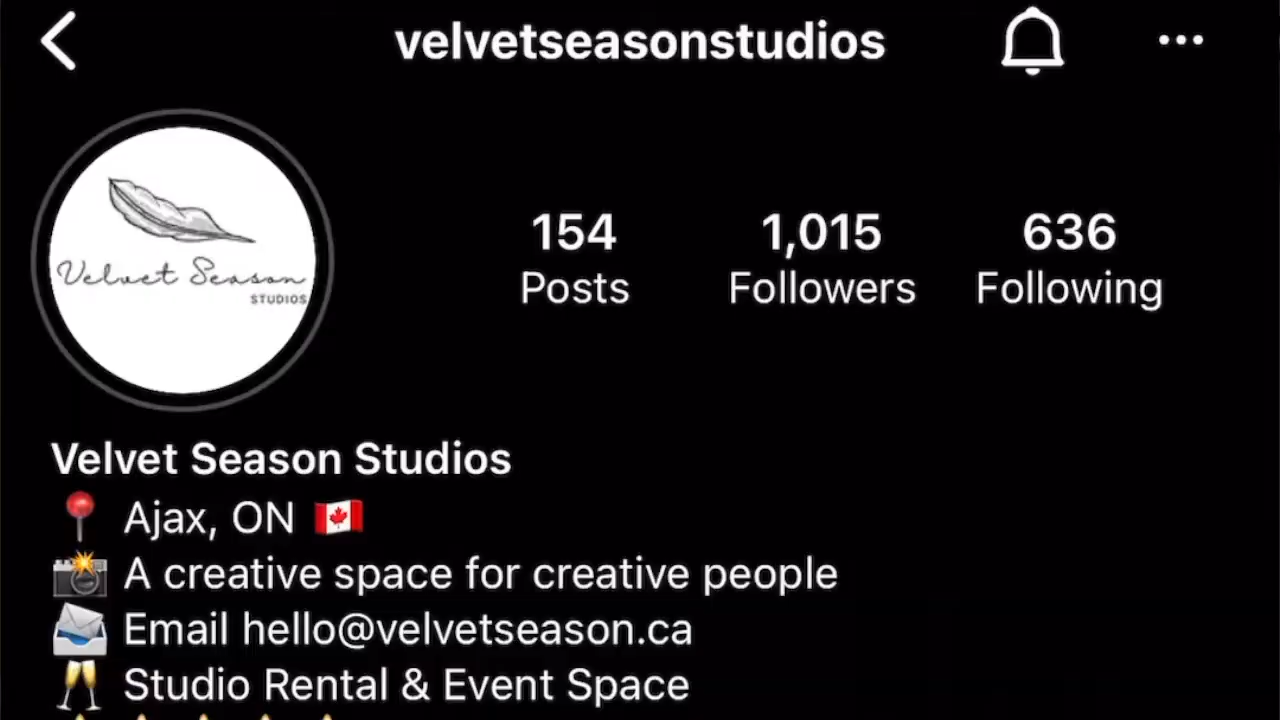 velvetseasonstudios
Velvet Season
STUDIOS
154 1,015 636
Posts Followers Following
Velvet Season Studios
Ajax, ON
A creative space for creative people
Email hello@velvetseason.ca
Studio Rental & Event Space